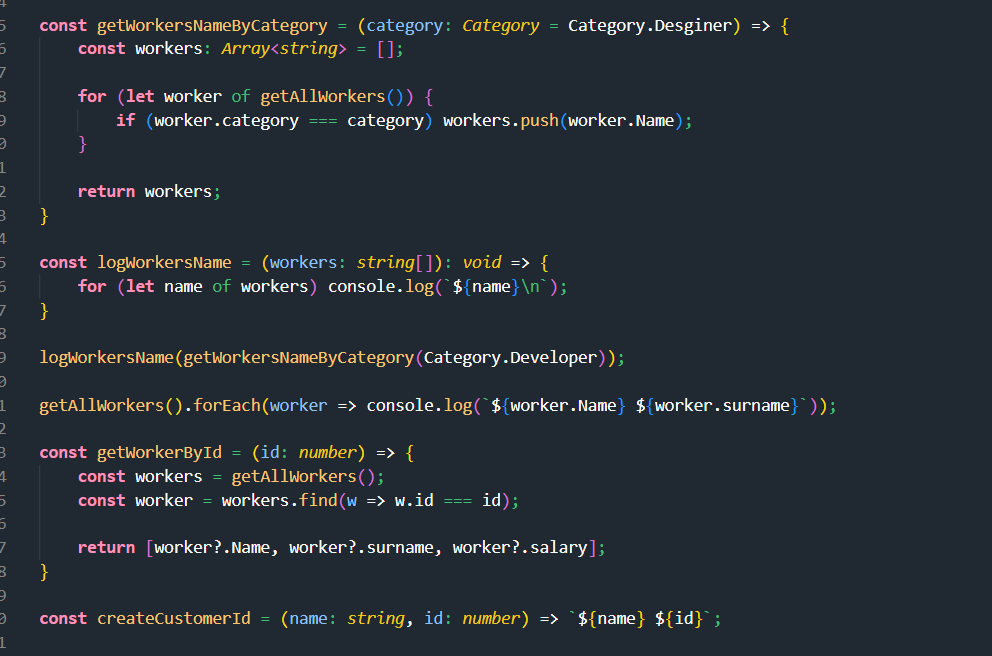 const getWorkersNameByCategory = (category: Category = Category.Desginer) => {
    const workers: Array<string> = [];

    for (let worker of getAllWorkers()) {
        if (worker.category === category) workers.push(worker.Name);
    }

    return workers;
}

const logWorkersName = (workers: string[]): void => {
    for (let name of workers) console.log(`${name}\n`);
}

logWorkersName(getWorkersNameByCategory(Category.Developer));

getAllWorkers().forEach(worker => console.log(`${worker.Name} ${worker.surname}`));

const getWorkerById = (id: number) => {
    const workers = getAllWorkers();
    const worker = workers.find(w => w.id === id);

    return [worker?.Name, worker?.surname, worker?.salary];
}

const createCustomerId = (name: string, id: number) => `${name} ${id}`;